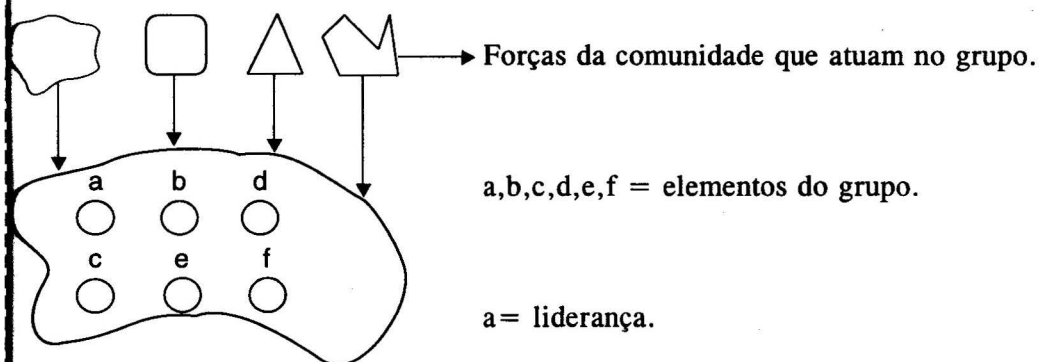 Forças da comunidade que atuam no grupo.
a b d
a,b,c,d,e,f = elementos do grupo.
c e f
a= liderança.